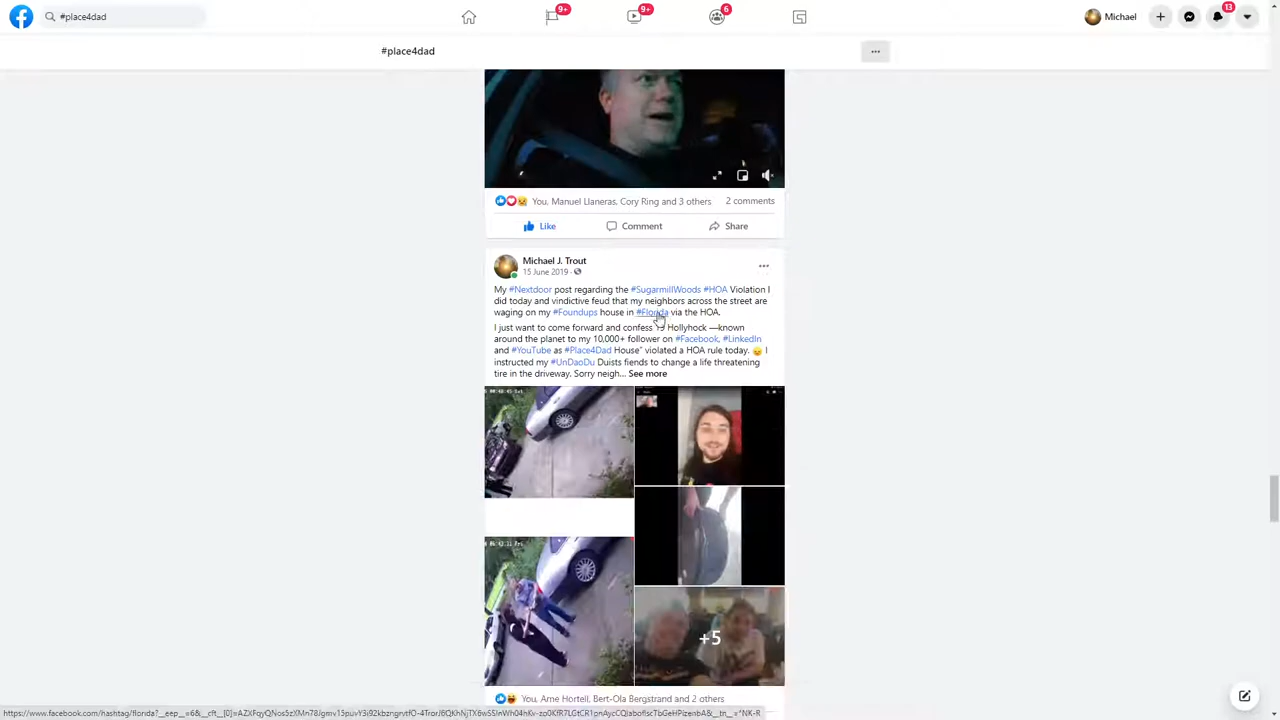 #place4dad
9+
9+
6
Michael
13
#place4dad
You, Manuel Llaneras, Cory Ring and 3 others
2 comments
Like
Comment
Share
Michael J. Trout
15 June 2019 ·
My #Nextdoor post regarding the #SugarmillWoods #HOA Violation I
did today and vindictive feud that my neighbors across the street are
waging on my #Foundups house in #Florida via the HOA.
I just want to come forward and confess Hollyhock —known
around the planet to my 10,000+ follower on #Facebook, #LinkedIn
and #YouTube as #Place4Dad House" violated a HOA rule today. 😞 I
instructed my #UnDaoDu Duists fiends to change a life threatening
tire in the driveway. Sorry neigh... See more
+5
You, Arne Hortell, Bert-Ola Bergstrand and 2 others